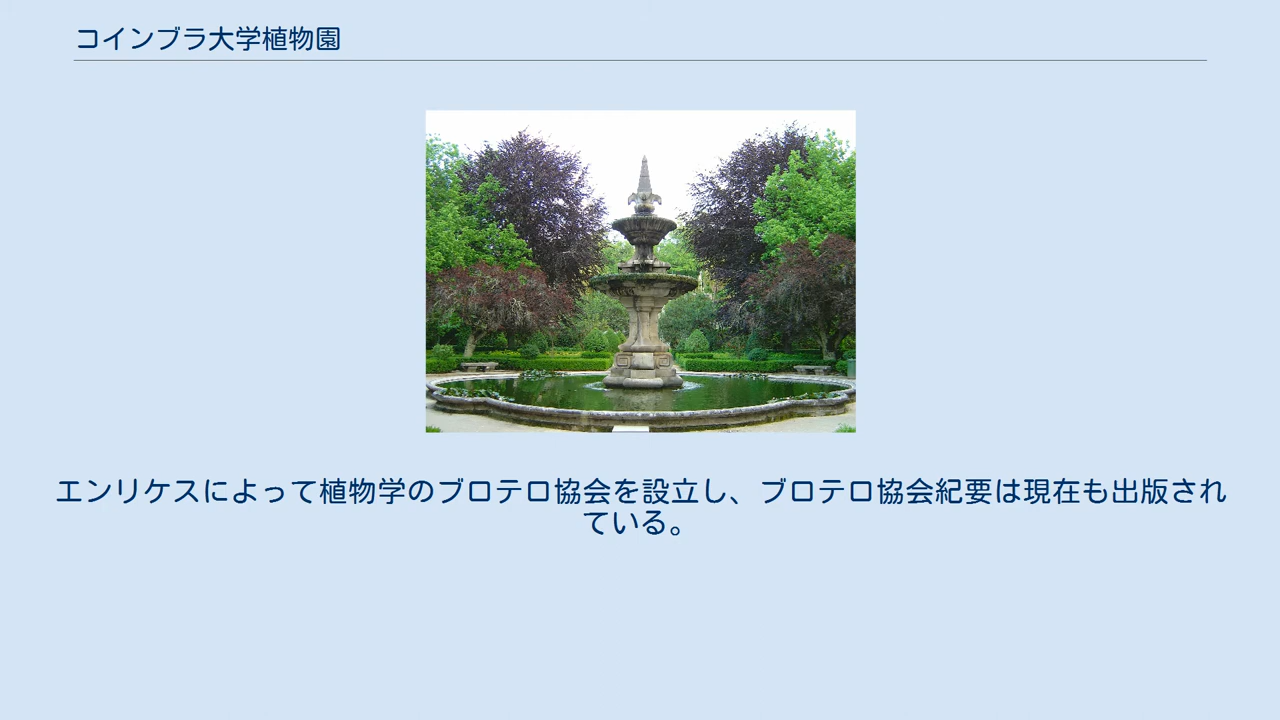 コインブラ大学植物園
エンリケスによって植物学のブロテロ協会を設立し、ブロテロ協会紀要は現在も出版され
ている。